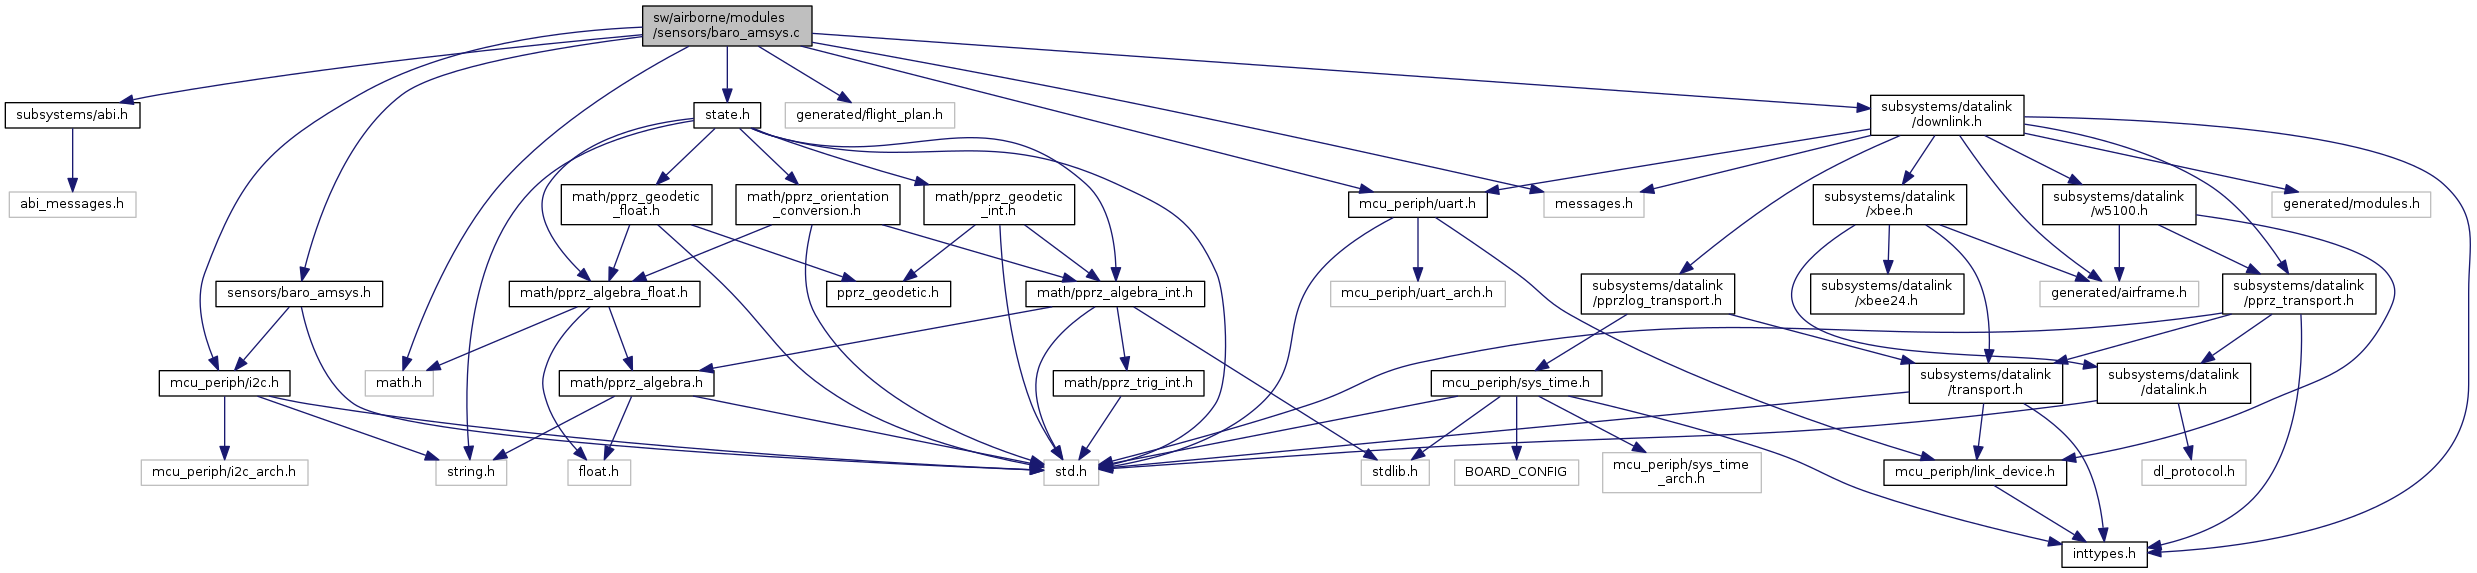 sw/airborne/modules
/sensors/baro_amsys.c
subsystems/abi.h
state.h
generated/flight_plan.h
subsystems/datalink
/downlink.h
abi_messages.h
math/pprz_geodetic
_float.h
math/pprz_orientation
_conversion.h
math/pprz_geodetic
_int.h
mcu_periph/uart.h
messages.h
subsystems/datalink
/xbee.h
subsystems/datalink
/w5100.h
generated/modules.h
sensors/baro_amsys.h
math/pprz_algebra_float.h
pprz_geodetic.h
math/pprz_algebra_int.h
mcu_periph/uart_arch.h
subsystems/datalink
/pprzlog_transport.h
subsystems/datalink
/xbee24.h
generated/airframe.h
subsystems/datalink
/pprz_transport.h
mcu_periph/i2c.h
math.h
math/pprz_algebra.h
math/pprz_trig_int.h
mcu_periph/sys_time.h
subsystems/datalink
/transport.h
subsystems/datalink
/datalink.h
mcu_periph/i2c_arch.h
string.h
float.h
std.h
stdlib.h
BOARD_CONFIG
mcu_periph/sys_time
_arch.h
mcu_periph/link_device.h
dl_protocol.h
inttypes.h